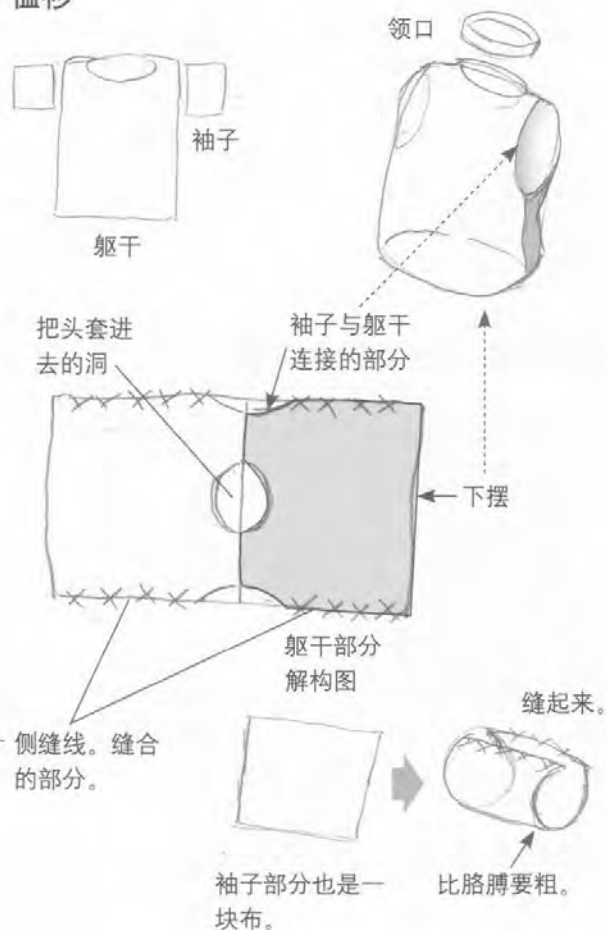 领口
袖子
躯干
把头套进
去的洞
袖子与躯干
连接的部分
下摆
躯干部分
解构图
缝起来。
侧缝线。缝合
的部分。
袖子部分也是一
块布。
比胳膊要粗。